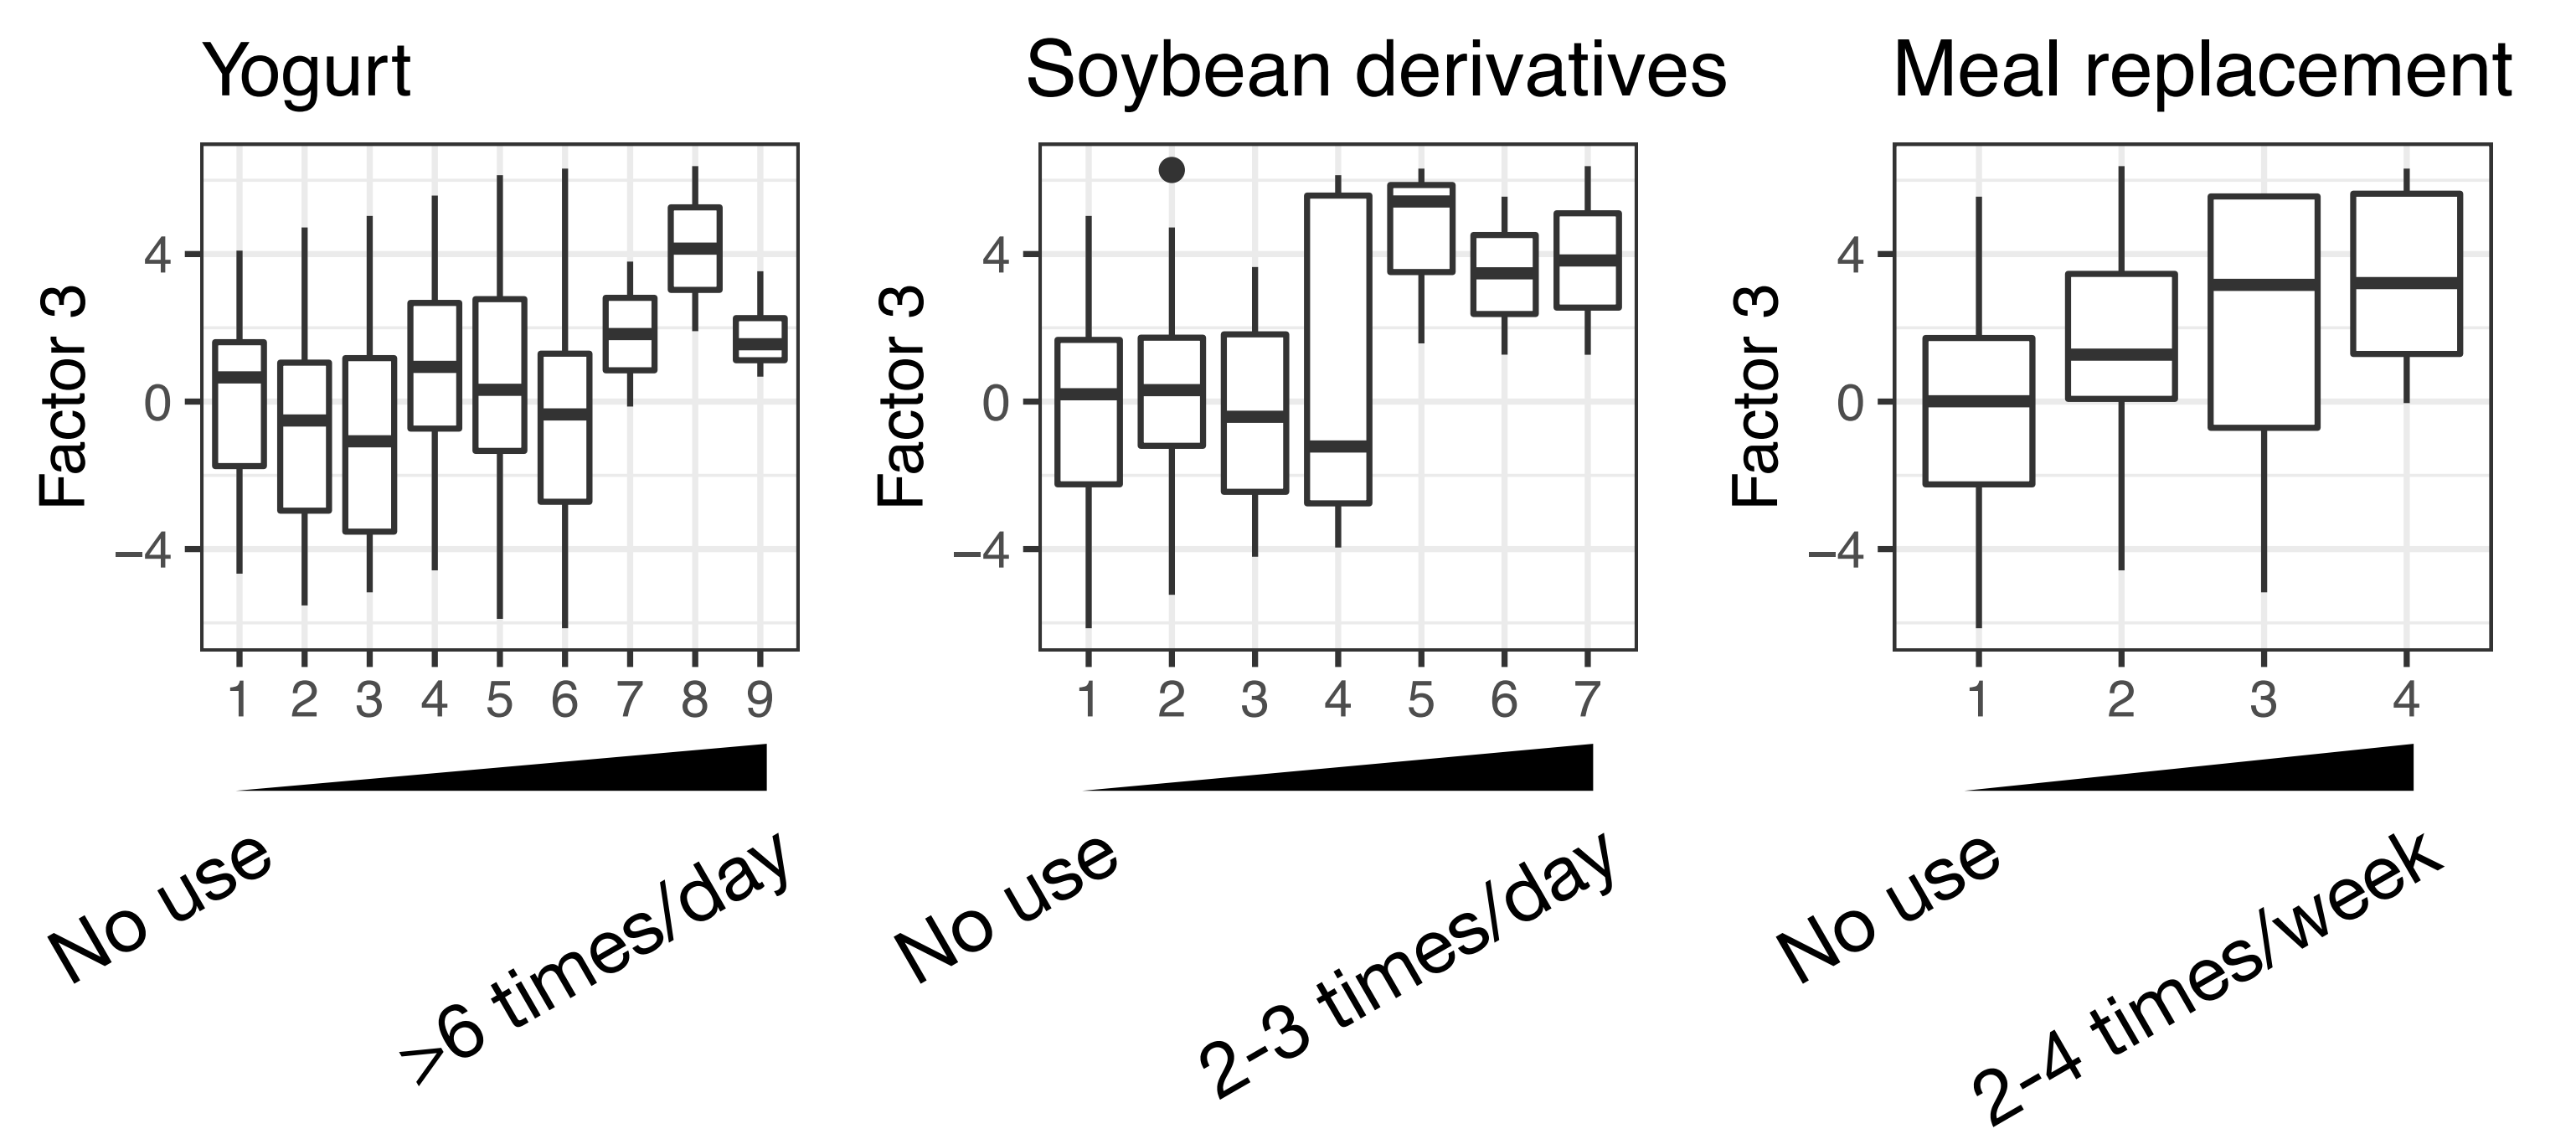 Yogurt
Factor 3
4
0
−4
1 2 3 4 5 6 7 8 9
No use
>6 times/day
Soybean derivatives
Factor 3
4
0
−4
1 2 3 4 5 6 7
No use
2-3 times/day
Meal replacement
Factor 3
4
0
−4
1 2 3 4
No use
2-4 times/week